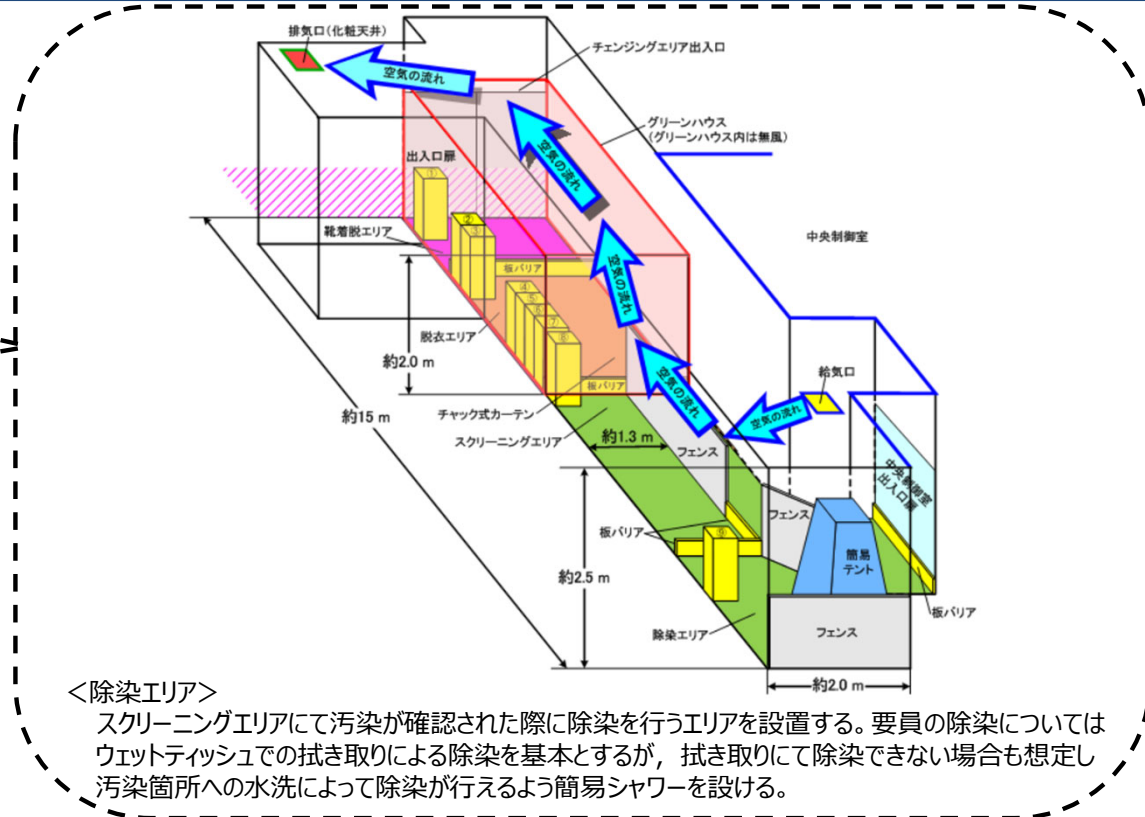 排気口(化粧天井)
チェンジングエリア出入口
空気の流れ
グリーンハウス
(グリーンハウス内は無風)
空気の流れ
出入口扉
①
②
③
靴着脱エリア
中央制御室
板バリア
空気の流れ
④
⑤
⑥
⑦
⑧
脱衣エリア
約2.0 m
給気口
板バリア
空気の流れ
空気の流れ
約15 m
チャック式カーテン
スクリーニングエリア
約1.3 m
フェンス
中央制御室
出入口扉
フェンス
板バリア
⑨
簡易
テント
約2.5 m
板バリア
除染エリア
フェンス
約2.0 m
<除染エリア>
スクリーニングエリアにて汚染が確認された際に除染を行うエリアを設置する。要員の除染については
ウェットティッシュでの拭き取りによる除染を基本とするが,拭き取りにて除染できない場合も想定し
汚染箇所への水洗によって除染が行えるよう簡易シャワーを設ける。